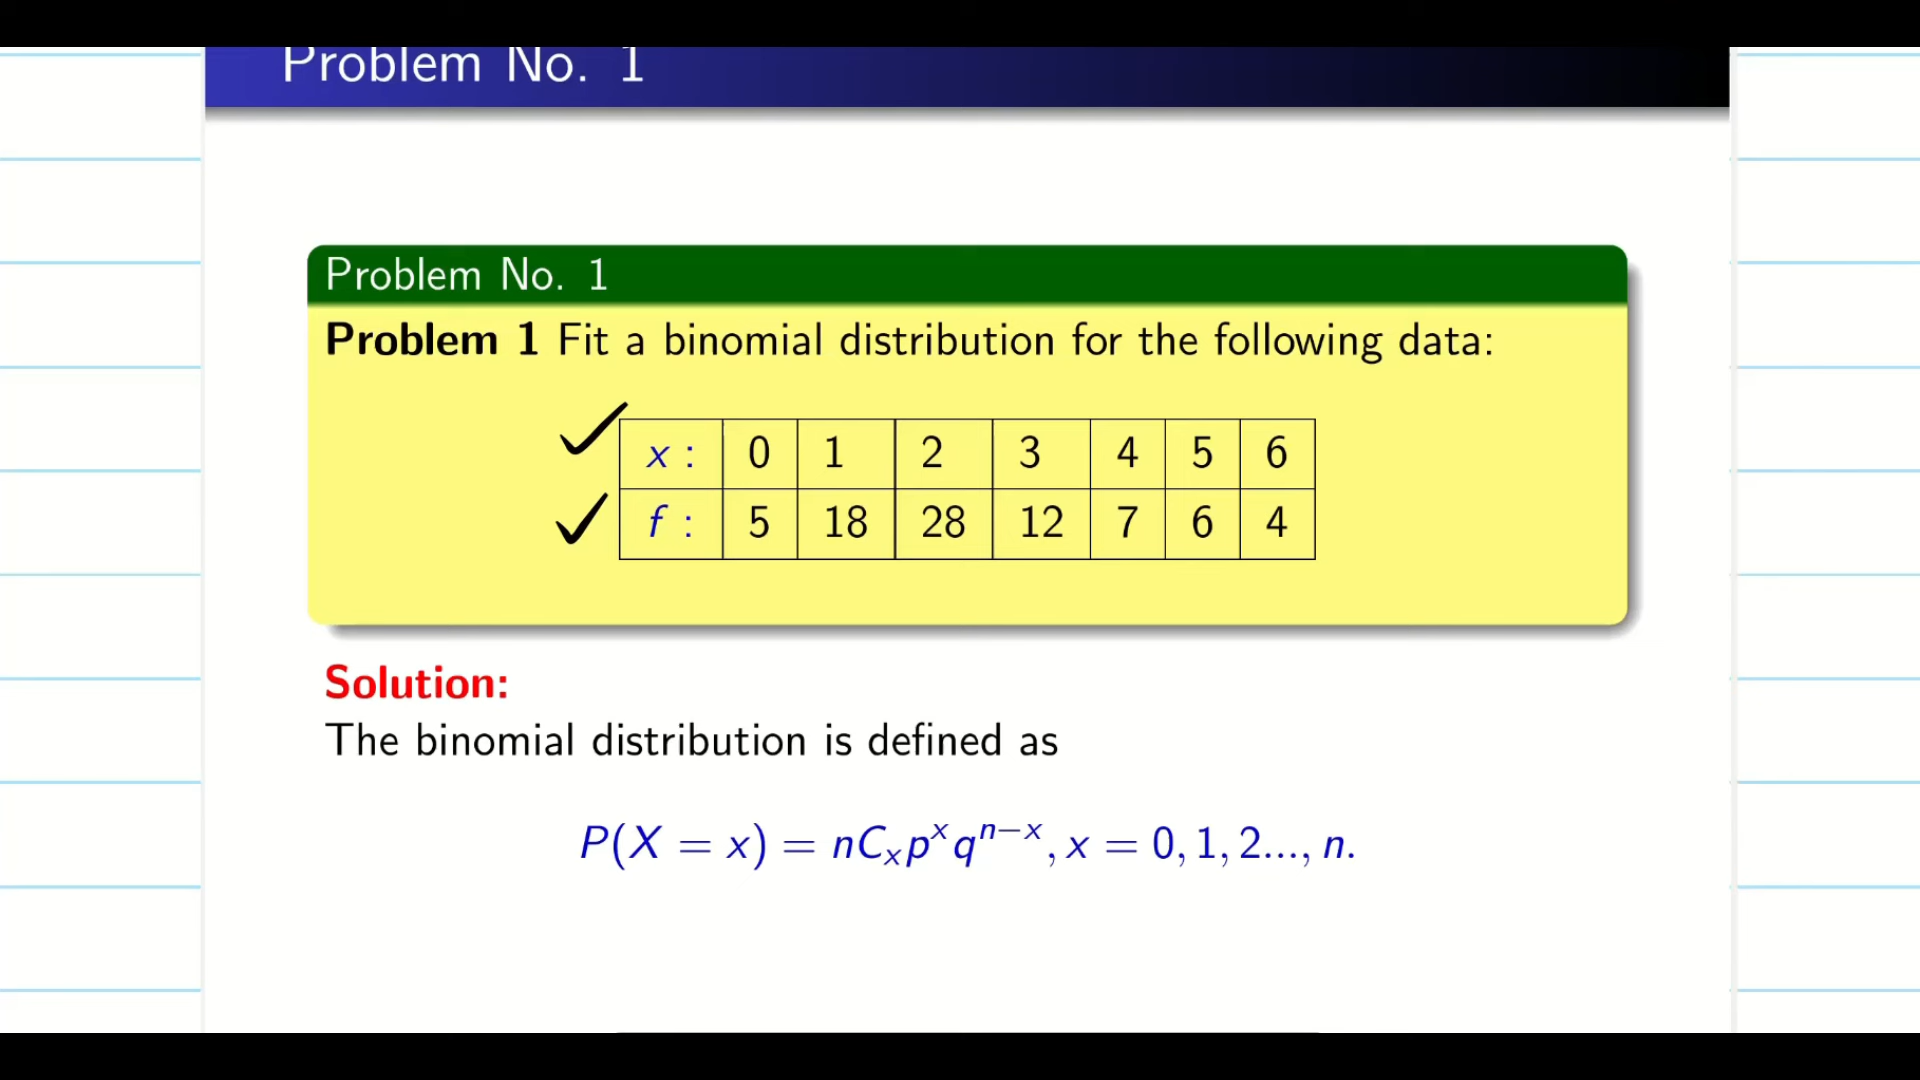 Problem No. 1
Problem No. 1
Problem 1 Fit a binomial distribution for the following data:
x : 0 1 2 3 4 5 6
f : 5 18 28 12 7 6 4
Solution:
The binomial distribution is defined as
P(X = x) = nCₓpˣqⁿ⁻ˣ, x = 0, 1, 2..., n.